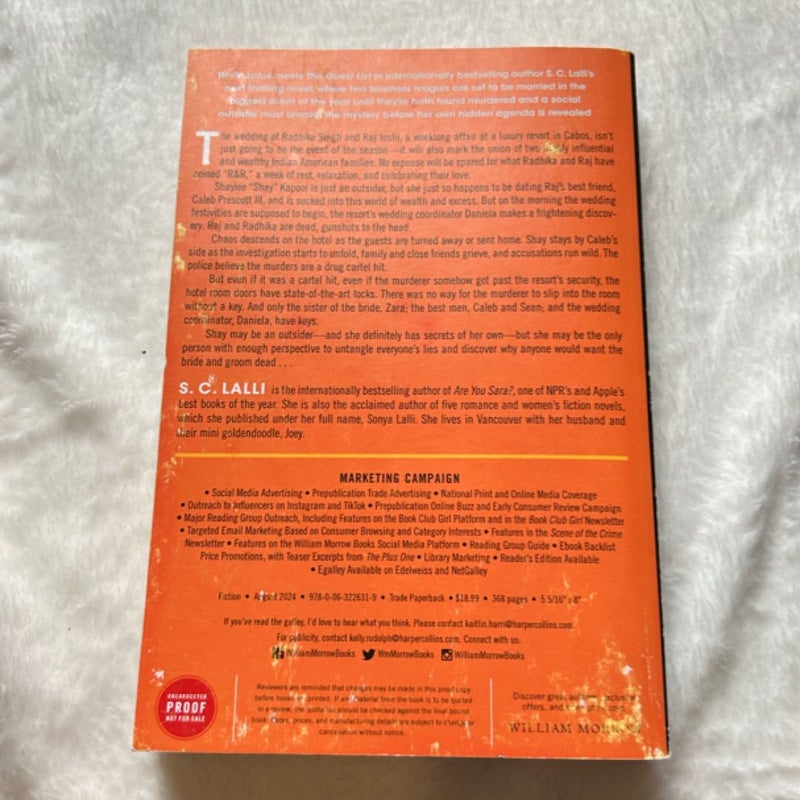 While Lotus meets The Guest List in internationally bestselling author S. C. Lalli's
next thrilling novel, where two business moguls are set to be married in the
biggest event of the year until they're both found murdered and a social
outsider must unravel the mystery before her own hidden agenda is revealed
The wedding of Radhika Singh and Raj Joshi, a weeklong affair at a luxury resort in Cabos, isn't
just going to be the event of the season—it will also mark the union of two highly influential
and wealthy Indian American families. No expense will be spared for what Radhika and Raj have
coined "R&R," a week of rest, relaxation, and celebrating their love.
Shaylee "Shay" Kapoor is just an outsider, but she just so happens to be dating Raj's best friend,
Caleb Prescott III, and is sucked into this world of wealth and excess. But on the morning the wedding
festivities are supposed to begin, the resort's wedding coordinator Daniela makes a frightening discov-
ery: Raj and Radhika are dead, gunshots to the head.
Chaos descends on the hotel as the guests are turned away or sent home. Shay stays by Caleb's
side as the investigation starts to unfold, family and close friends grieve, and accusations run wild. The
police believe the murders are a drug cartel hit.
But even if it was a cartel hit, even if the murderer somehow got past the resort's security, the
hotel room doors have state-of-the-art locks. There was no way for the murderer to slip into the room
without a key. And only the sister of the bride, Zara; the best men, Caleb and Sean; and the wedding
coordinator, Daniela, have keys.
Shay may be an outsider—and she definitely has secrets of her own—but she may be the only
person with enough perspective to untangle everyone's lies and discover why anyone would want the
bride and groom dead . . .
S. C. LALLI is the internationally bestselling author of Are You Sara?, one of NPR's and Apple's
best books of the year. She is also the acclaimed author of five romance and women's fiction novels,
which she published under her full name, Sonya Lalli. She lives in Vancouver with her husband and
their mini goldendoodle, Joey.
MARKETING CAMPAIGN
• Social Media Advertising • Prepublication Trade Advertising • National Print and Online Media Coverage
• Outreach to Influencers on Instagram and TikTok • Prepublication Online Buzz and Early Consumer Review Campaign
• Major Reading Group Outreach, Including Features on the Book Club Girl Platform and in the Book Club Girl Newsletter
• Targeted Email Marketing Based on Consumer Browsing and Category Interests • Features in the Scene of the Crime
Newsletter • Features on the William Morrow Books Social Media Platform • Reading Group Guide • Ebook Backlist
Price Promotions, with Teaser Excerpts from The Plus One • Library Marketing • Reader's Edition Available
• Egalley Available on Edelweiss and NetGalley
Fiction • August 2024 • 978-0-06-322631-9 • Trade Paperback • $18.99 • 368 pages • 5 5/16" x 8"
If you've read the galley, I'd love to hear what you think. Please contact kaitlin.harri@harpercollins.com.
For publicity, contact kelly.rudolph@harpercollins.com. Connect with us:
WilliamMorrowBooks WmMorrowBooks WilliamMorrowBooks
UNCORRECTED
PROOF
NOT FOR SALE
Reviewers are reminded that changes may be made in this proof copy
before books are printed. If any material from the book is to be quoted
in a review, the quotation should be checked against the final bound
book. Dates, prices, and manufacturing details are subject to change or
cancellation without notice.
Discover great authors, exclusive
offers, and more at hc.com.
WILLIAM MORROW